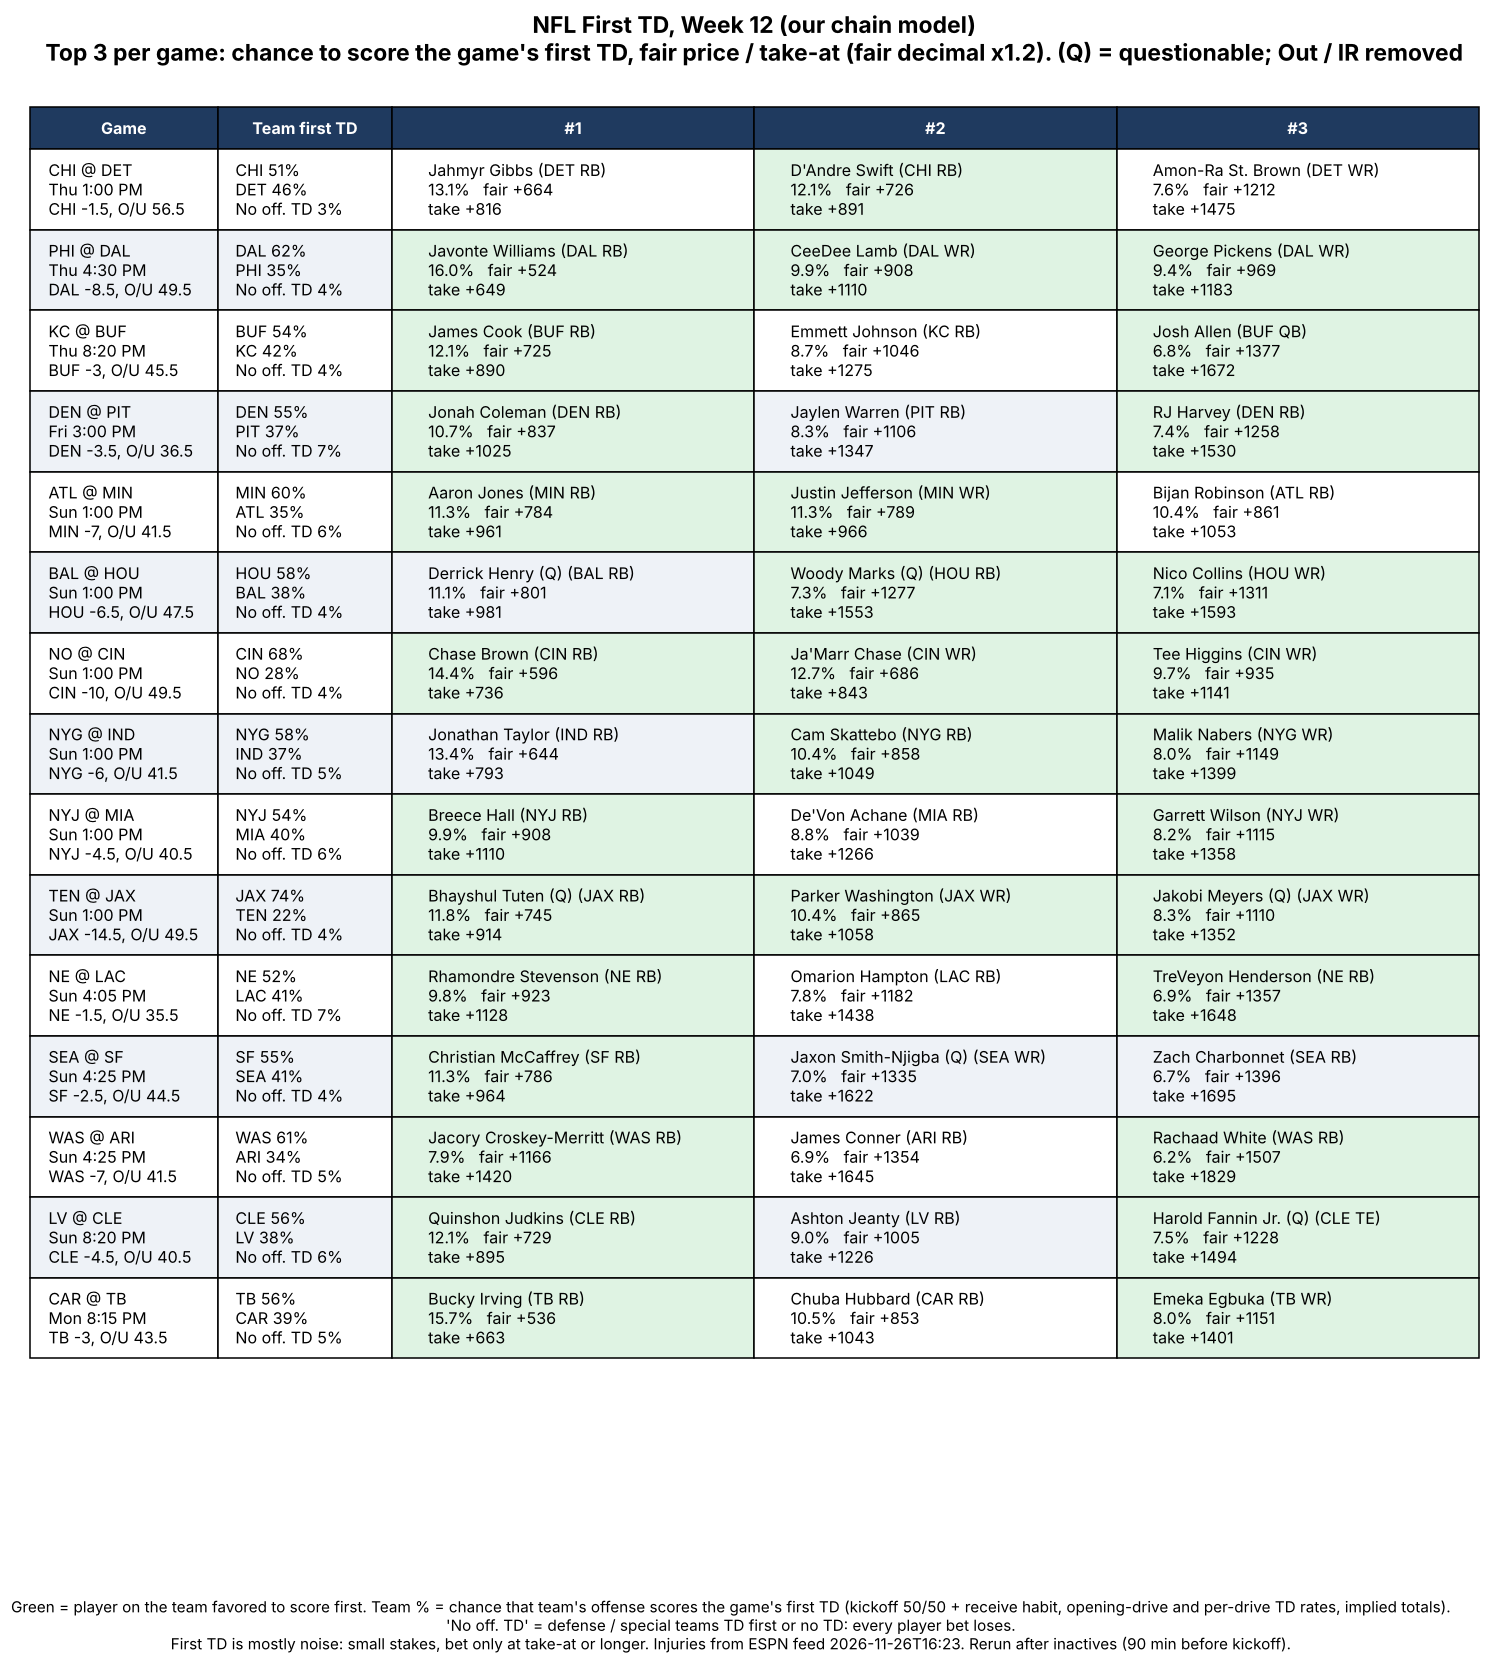 NFL First TD, Week 12 (our chain model)
Top 3 per game: chance to score the game's first TD, fair price / take-at (fair decimal x1.2). (Q) = questionable; Out / IR removed
Game Team first TD #1 #2 #3
CHI @ DET CHI 51% Jahmyr Gibbs (DET RB) D'Andre Swift (CHI RB) Amon-Ra St. Brown (DET WR)
Thu 1:00 PM DET 46% 13.1% fair +664 12.1% fair +726 7.6% fair +1212
CHI -1.5, O/U 56.5 No off. TD 3% take +816 take +891 take +1475
PHI @ DAL DAL 62% Javonte Williams (DAL RB) CeeDee Lamb (DAL WR) George Pickens (DAL WR)
Thu 4:30 PM PHI 35% 16.0% fair +524 9.9% fair +908 9.4% fair +969
DAL -8.5, O/U 49.5 No off. TD 4% take +649 take +1110 take +1183
KC @ BUF BUF 54% James Cook (BUF RB) Emmett Johnson (KC RB) Josh Allen (BUF QB)
Thu 8:20 PM KC 42% 12.1% fair +725 8.7% fair +1046 6.8% fair +1377
BUF -3, O/U 45.5 No off. TD 4% take +890 take +1275 take +1672
DEN @ PIT DEN 55% Jonah Coleman (DEN RB) Jaylen Warren (PIT RB) RJ Harvey (DEN RB)
Fri 3:00 PM PIT 37% 10.7% fair +837 8.3% fair +1106 7.4% fair +1258
DEN -3.5, O/U 36.5 No off. TD 7% take +1025 take +1347 take +1530
ATL @ MIN MIN 60% Aaron Jones (MIN RB) Justin Jefferson (MIN WR) Bijan Robinson (ATL RB)
Sun 1:00 PM ATL 35% 11.3% fair +784 11.3% fair +789 10.4% fair +861
MIN -7, O/U 41.5 No off. TD 6% take +961 take +966 take +1053
BAL @ HOU HOU 58% Derrick Henry (Q) (BAL RB) Woody Marks (Q) (HOU RB) Nico Collins (HOU WR)
Sun 1:00 PM BAL 38% 11.1% fair +801 7.3% fair +1277 7.1% fair +1311
HOU -6.5, O/U 47.5 No off. TD 4% take +981 take +1553 take +1593
NO @ CIN CIN 68% Chase Brown (CIN RB) Ja'Marr Chase (CIN WR) Tee Higgins (CIN WR)
Sun 1:00 PM NO 28% 14.4% fair +596 12.7% fair +686 9.7% fair +935
CIN -10, O/U 49.5 No off. TD 4% take +736 take +843 take +1141
NYG @ IND NYG 58% Jonathan Taylor (IND RB) Cam Skattebo (NYG RB) Malik Nabers (NYG WR)
Sun 1:00 PM IND 37% 13.4% fair +644 10.4% fair +858 8.0% fair +1149
NYG -6, O/U 41.5 No off. TD 5% take +793 take +1049 take +1399
NYJ @ MIA NYJ 54% Breece Hall (NYJ RB) De'Von Achane (MIA RB) Garrett Wilson (NYJ WR)
Sun 1:00 PM MIA 40% 9.9% fair +908 8.8% fair +1039 8.2% fair +1115
NYJ -4.5, O/U 40.5 No off. TD 6% take +1110 take +1266 take +1358
TEN @ JAX JAX 74% Bhayshul Tuten (Q) (JAX RB) Parker Washington (JAX WR) Jakobi Meyers (Q) (JAX WR)
Sun 1:00 PM TEN 22% 11.8% fair +745 10.4% fair +865 8.3% fair +1110
JAX -14.5, O/U 49.5 No off. TD 4% take +914 take +1058 take +1352
NE @ LAC NE 52% Rhamondre Stevenson (NE RB) Omarion Hampton (LAC RB) TreVeyon Henderson (NE RB)
Sun 4:05 PM LAC 41% 9.8% fair +923 7.8% fair +1182 6.9% fair +1357
NE -1.5, O/U 35.5 No off. TD 7% take +1128 take +1438 take +1648
SEA @ SF SF 55% Christian McCaffrey (SF RB) Jaxon Smith-Njigba (Q) (SEA WR) Zach Charbonnet (SEA RB)
Sun 4:25 PM SEA 41% 11.3% fair +786 7.0% fair +1335 6.7% fair +1396
SF -2.5, O/U 44.5 No off. TD 4% take +964 take +1622 take +1695
WAS @ ARI WAS 61% Jacory Croskey-Merritt (WAS RB) James Conner (ARI RB) Rachaad White (WAS RB)
Sun 4:25 PM ARI 34% 7.9% fair +1166 6.9% fair +1354 6.2% fair +1507
WAS -7, O/U 41.5 No off. TD 5% take +1420 take +1645 take +1829
LV @ CLE CLE 56% Quinshon Judkins (CLE RB) Ashton Jeanty (LV RB) Harold Fannin Jr. (Q) (CLE TE)
Sun 8:20 PM LV 38% 12.1% fair +729 9.0% fair +1005 7.5% fair +1228
CLE -4.5, O/U 40.5 No off. TD 6% take +895 take +1226 take +1494
CAR @ TB TB 56% Bucky Irving (TB RB) Chuba Hubbard (CAR RB) Emeka Egbuka (TB WR)
Mon 8:15 PM CAR 39% 15.7% fair +536 10.5% fair +853 8.0% fair +1151
TB -3, O/U 43.5 No off. TD 5% take +663 take +1043 take +1401
Green = player on the team favored to score first. Team % = chance that team's offense scores the game's first TD (kickoff 50/50 + receive habit, opening-drive and per-drive TD rates, implied totals).
'No off. TD' = defense / special teams TD first or no TD: every player bet loses.
First TD is mostly noise: small stakes, bet only at take-at or longer. Injuries from ESPN feed 2026-11-26T16:23. Rerun after inactives (90 min before kickoff).